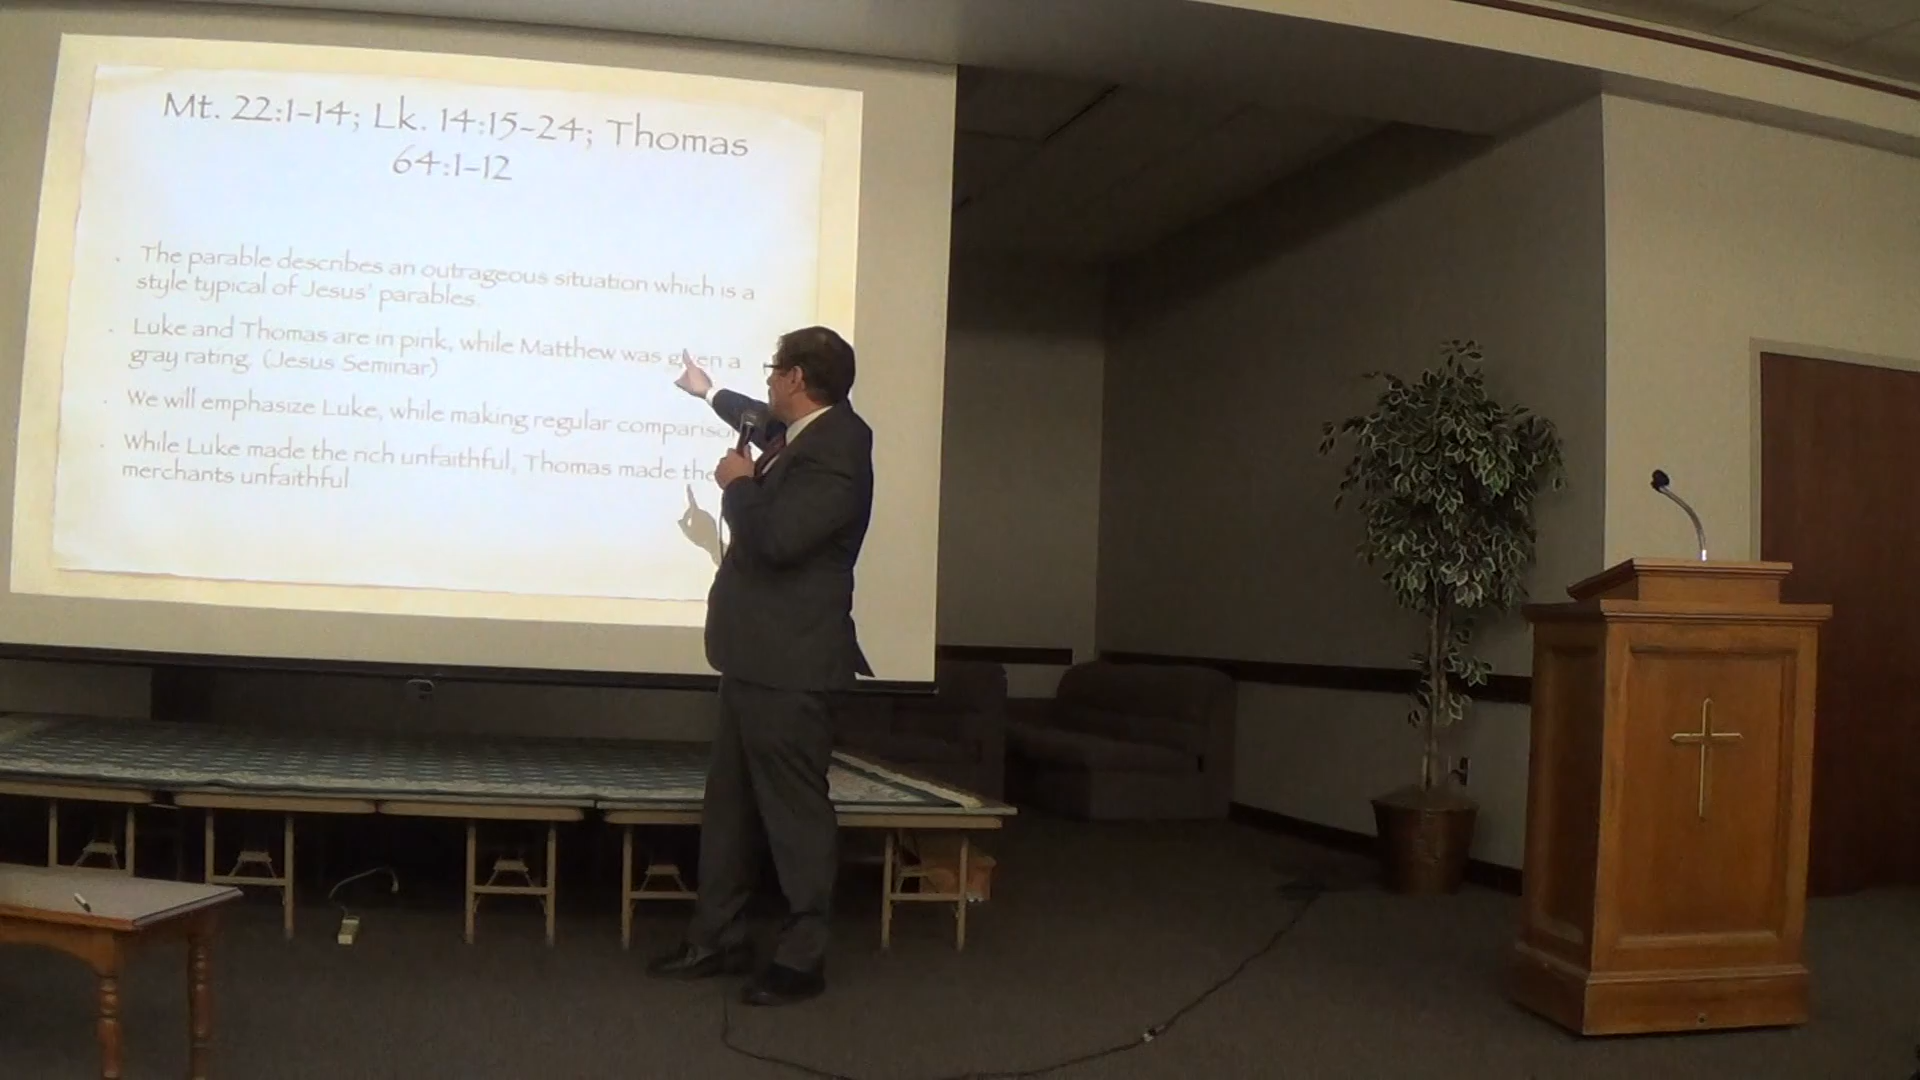 Mt. 22:1-14; Lk. 14:15-24; Thomas
64:1-12
. The parable describes an outrageous situation which is a
style typical of Jesus' parables.
. Luke and Thomas are in pink, while Matthew was given a
gray rating. (Jesus Seminar)
. We will emphasize Luke, while making regular
. While Luke made the rich unfaithful, Thomas made the
merchants unfaithful